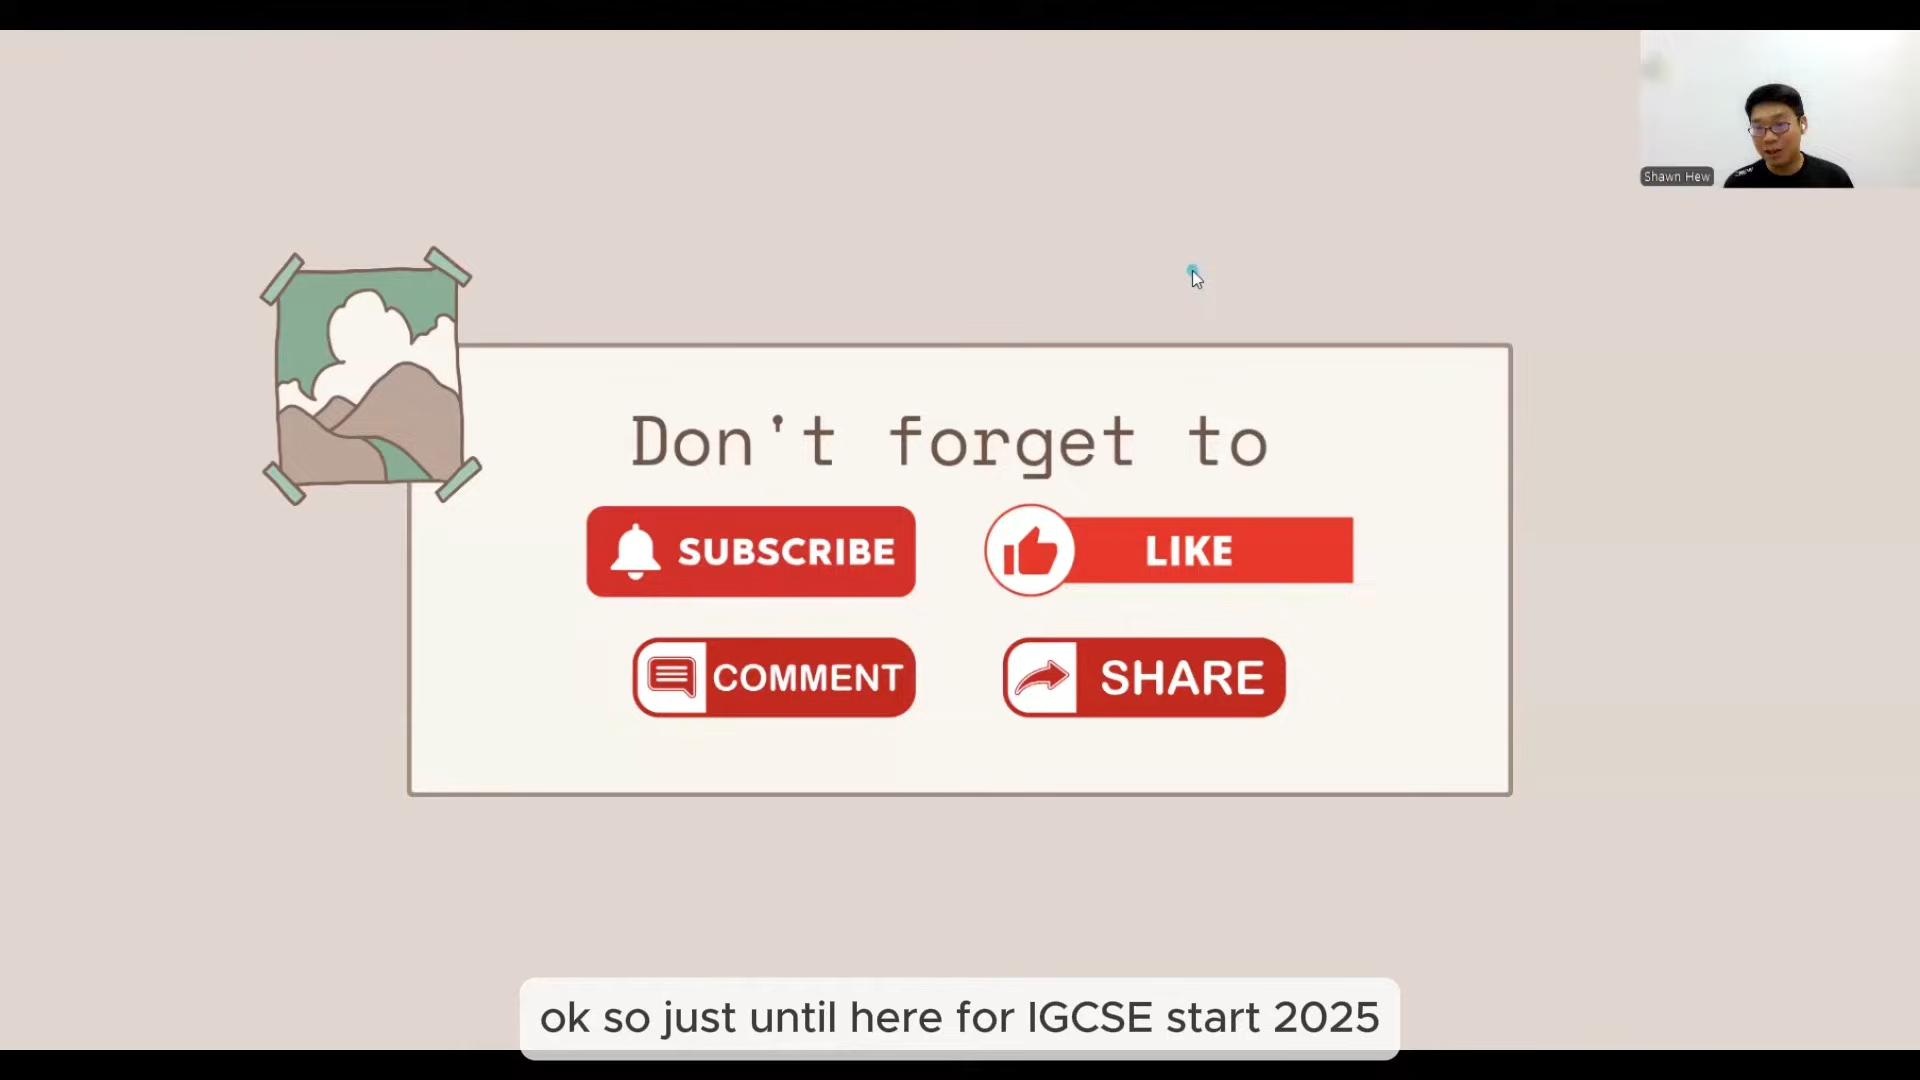 Shawn Hew
Don't forget to
SUBSCRIBE
LIKE
COMMENT
SHARE
ok so just until here for IGCSE start 2025